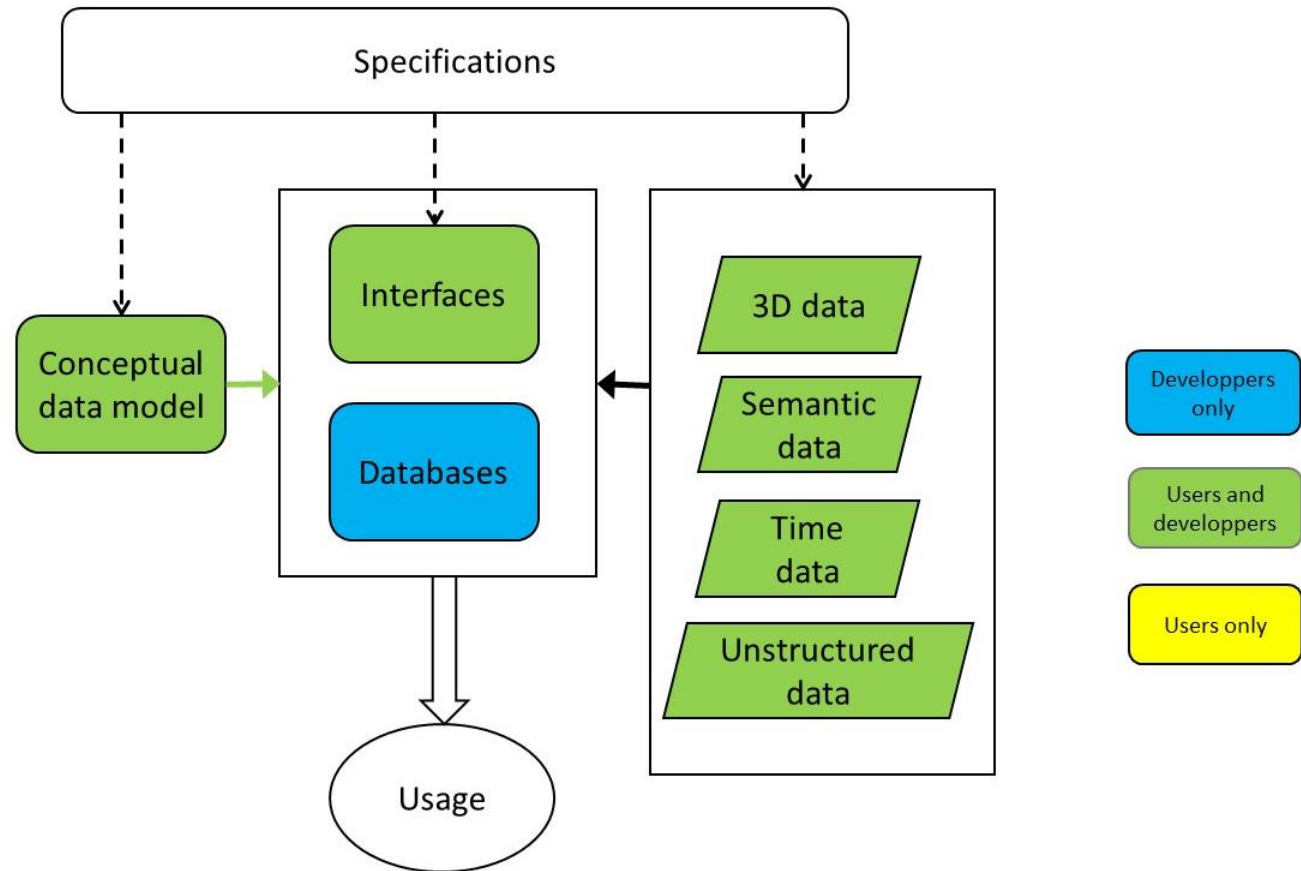 Specifications
Interfaces
Conceptual
data model
Databases
3D data
Semantic
data
Time
data
Unstructured
data
Usage
Developpers
only
Users and
developpers
Users only